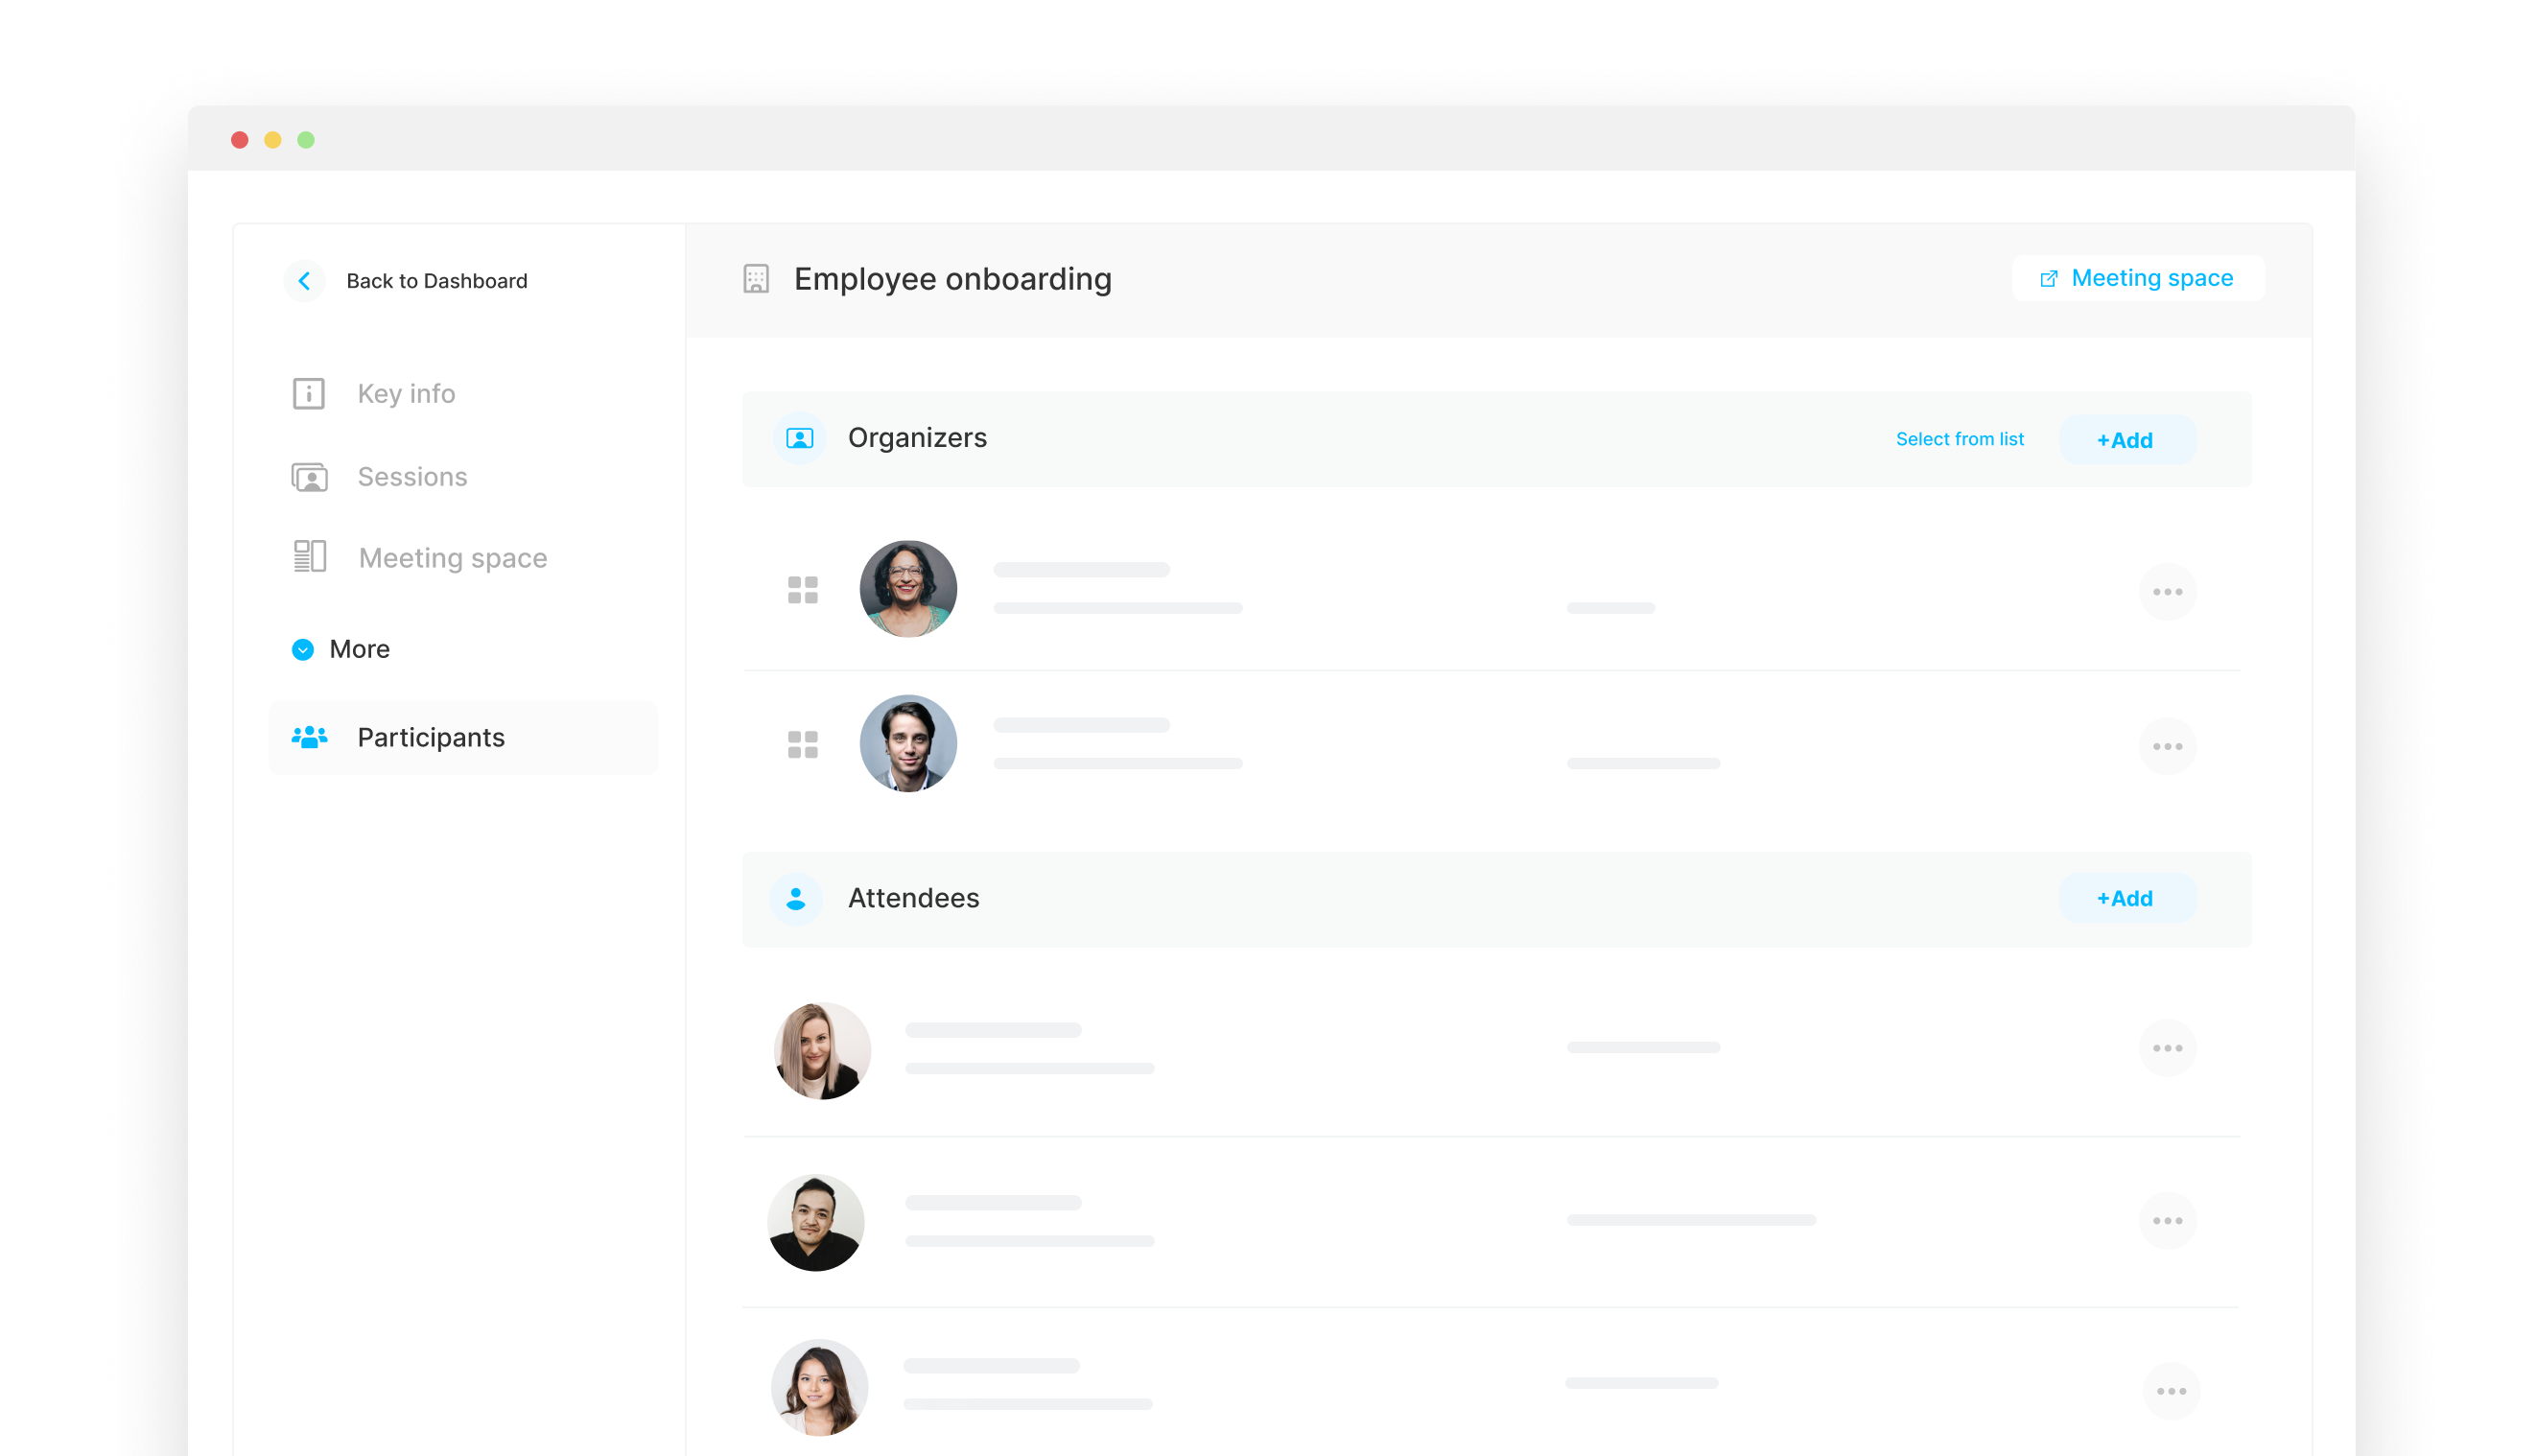 Back to Dashboard
Key info
Sessions
Meeting space
More
Participants
Employee onboarding
Meeting space
Organizers
Select from list
+Add
Attendees
+Add